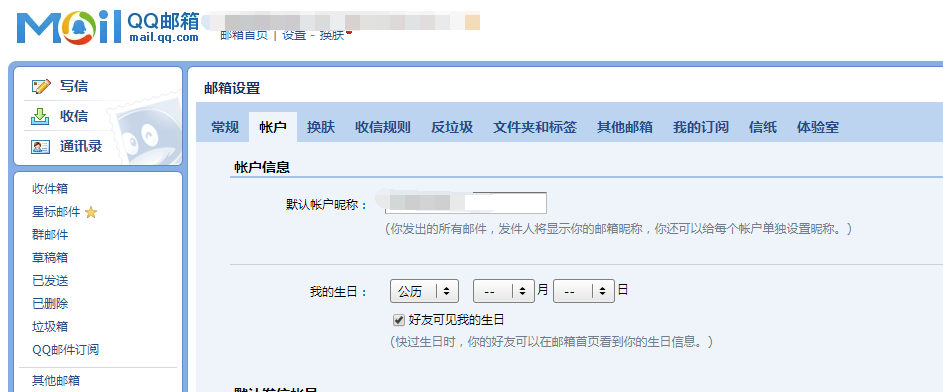 Mail QQ邮箱
mail.qq.com
邮箱首页 | 设置 - 换肤
写信
收信
通讯录
收件箱
星标邮件
群邮件
草稿箱
已发送
已删除
垃圾箱
QQ邮件订阅
其他邮箱
邮箱设置
常规 帐户 换肤 收信规则 反垃圾 文件夹和标签 其他邮箱 我的订阅 信纸 体验室
帐户信息
默认帐户昵称：
(你发出的所有邮件，发件人将显示你的邮箱昵称，你还可以给每个帐户单独设置昵称。)
我的生日： 公历 -- 月 -- 日
好友可见我的生日
(快过生日时，你的好友可以在邮箱首页看到你的生日信息。)